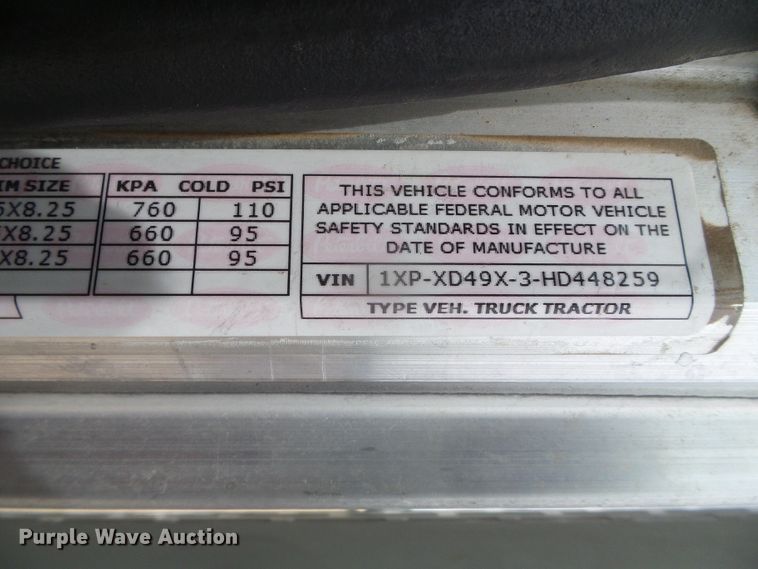 CHOICE
IM SIZE
KPA COLD PSI
5X8.25 760 110
X8.25 660 95
X8.25 660 95
THIS VEHICLE CONFORMS TO ALL
APPLICABLE FEDERAL MOTOR VEHICLE
SAFETY STANDARDS IN EFFECT ON THE
DATE OF MANUFACTURE
VIN 1XP-XD49X-3-HD448259
TYPE VEH. TRUCK TRACTOR
Purple Wave Auction